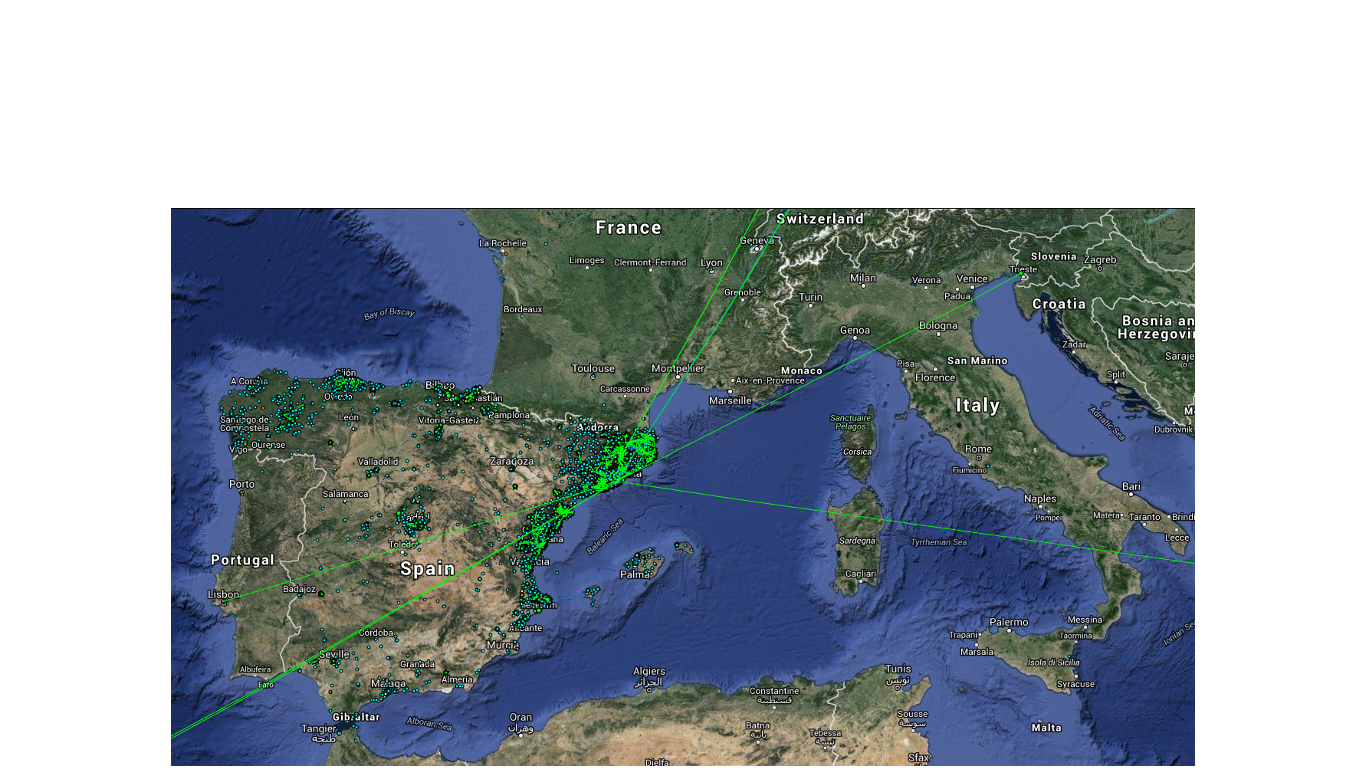 France
Switzerland
La Rochelle
Geneva
Limoges
Clermont-Ferrand
Lyon
Slovenia
Zagreb
Trieste
Milan
Verona
Venice
Grenoble
Turin
Padua
Croatia
Bordeaux
Bay of Biscay
Bosnia an
Herzegovin
Genoa
Bologna
Zadar
Saraje
Toulouse
Montpellier
Monaco
Pisa
San Marino
Florence
Split
Aix-en-Provence
Carcassonne
Marseille
Gijón
A Coruña
Oviedo
León
Vitoria-Gasteiz
Pamplona
Santiago de
Compostela
Ourense
Vigo
Andorra
Sanctuaire
Pelagos
Italy
Adriatic Sea
M
Dubrovnik
Corsica
Rome
Fiumicino
Valladolid
Zaragoza
Porto
Salamanca
Bari
Naples
Pompei
Matera
Taranto
Brindi
Lecce
Toledo
Balearic Sea
Sardegna
Tyrrhenian Sea
Portugal
Spain
Valencia
Palma
Cagliari
Lisbon
Badajoz
Alicante
Córdoba
Murcia
Palermo
Messina
Trapani
Taormina
Marsala
Ionian Sea
Seville
Isola di Sicilia
Granada
Albufeira
Faro
Málaga
Almería
Syracuse
Algiers
الجزائر
Tunis
تونس
Constantine
قسنطينة
Gibraltar
Tangier
طنجة
Alboran Sea
Oran
وهران
Batna
باتنة
Tebessa
تبسة
Sousse
سوسة
Malta
Sfax
Djelfa